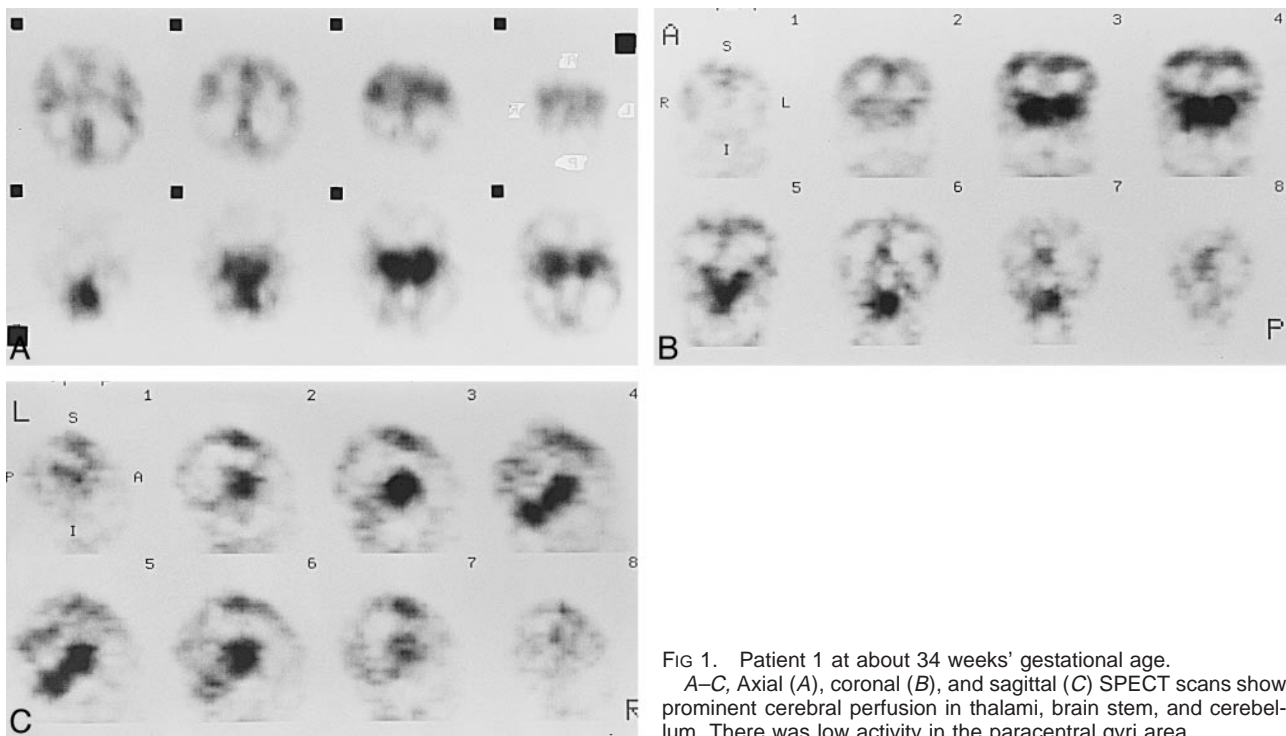 A
1 2 3 4
S
R L
I
5 6 7 8
A B P
L 1 2 3 4
S
P A
I
5 6 7 8
C R
FIG 1. Patient 1 at about 34 weeks' gestational age.
A–C, Axial (A), coronal (B), and sagittal (C) SPECT scans show
prominent cerebral perfusion in thalami, brain stem, and cerebel-
lum. There was low activity in the paracentral gyri area.